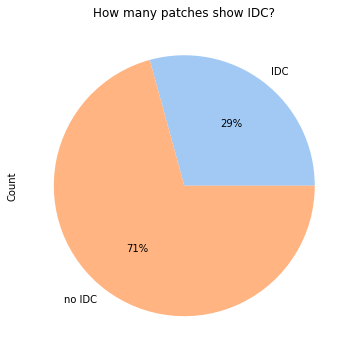 How many patches show IDC?
IDC
29%
Count
71%
no IDC